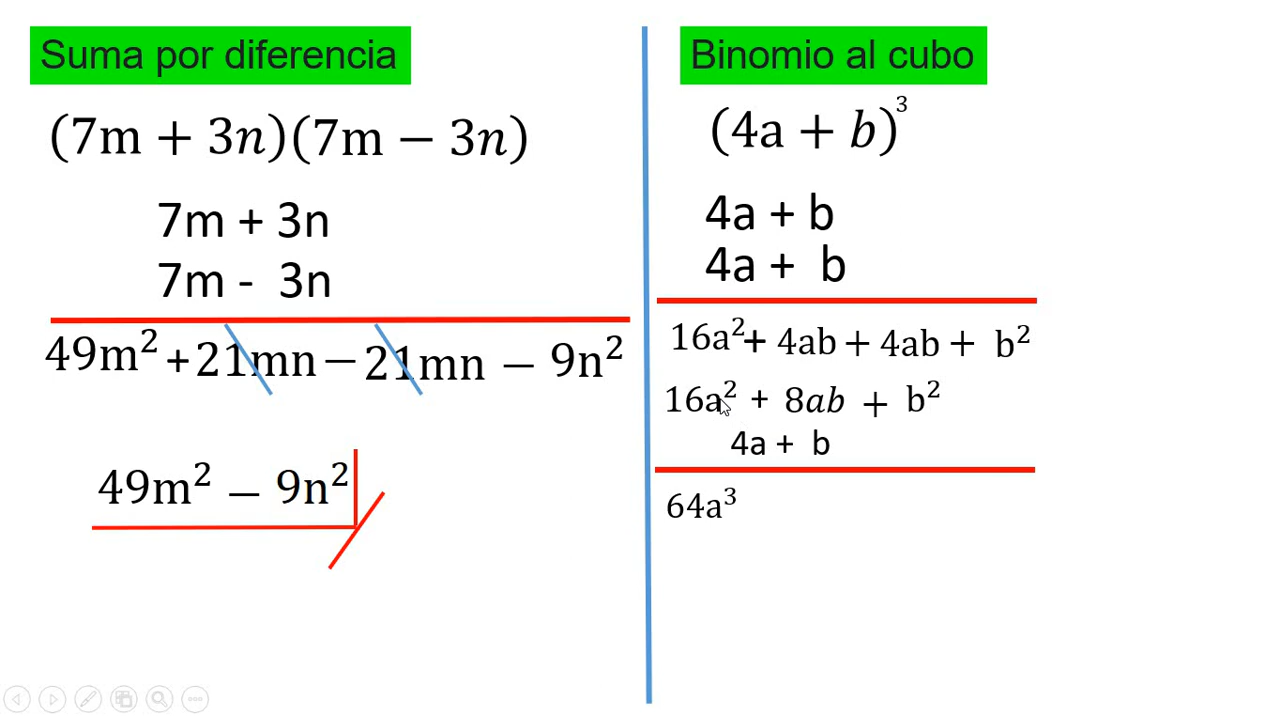 Suma por diferencia
(7m + 3n)(7m − 3n)
7m + 3n
7m - 3n
49m² + 21mn − 21mn − 9n²
49m² − 9n²
Binomio al cubo
(4a + b)³
4a + b
4a + b
16a² + 4ab + 4ab + b²
16a² + 8ab + b²
4a + b
64a³